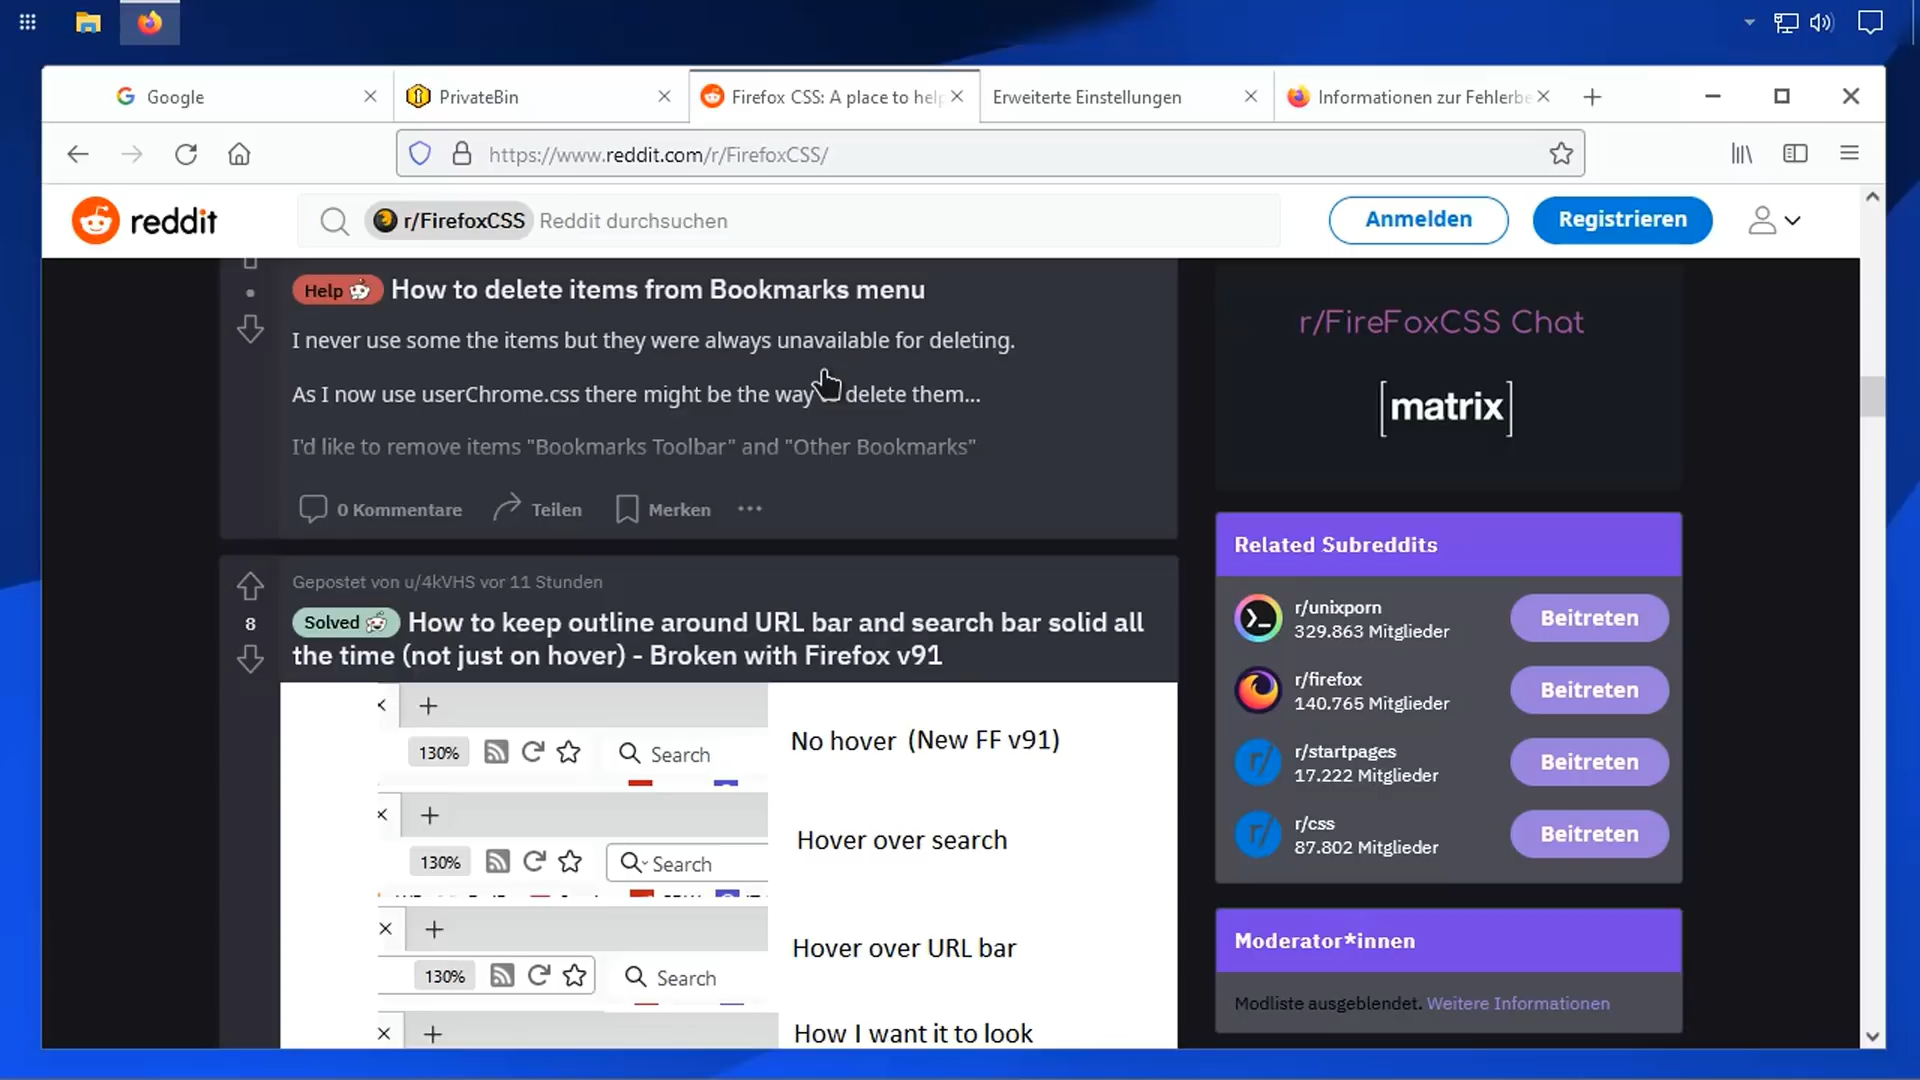 Google
PrivateBin
Firefox CSS: A place to help
Erweiterte Einstellungen
Informationen zur Fehlerbe
https://www.reddit.com/r/FirefoxCSS/
reddit
r/FirefoxCSS
Reddit durchsuchen
Anmelden
Registrieren
Help
How to delete items from Bookmarks menu
I never use some the items but they were always unavailable for deleting.
As I now use userChrome.css there might be the way delete them...
I'd like to remove items "Bookmarks Toolbar" and "Other Bookmarks"
0 Kommentare
Teilen
Merken
Gepostet von u/4kVHS vor 11 Stunden
8
Solved
How to keep outline around URL bar and search bar solid all
the time (not just on hover) - Broken with Firefox v91
130%
Search
No hover (New FF v91)
130%
Search
Hover over search
130%
Search
Hover over URL bar
How I want it to look
r/FireFoxCSS Chat
[matrix]
Related Subreddits
r/unixporn
329.863 Mitglieder
Beitreten
r/firefox
140.765 Mitglieder
Beitreten
r/
r/startpages
17.222 Mitglieder
Beitreten
r/
r/css
87.802 Mitglieder
Beitreten
Moderator*innen
Modliste ausgeblendet. Weitere Informationen